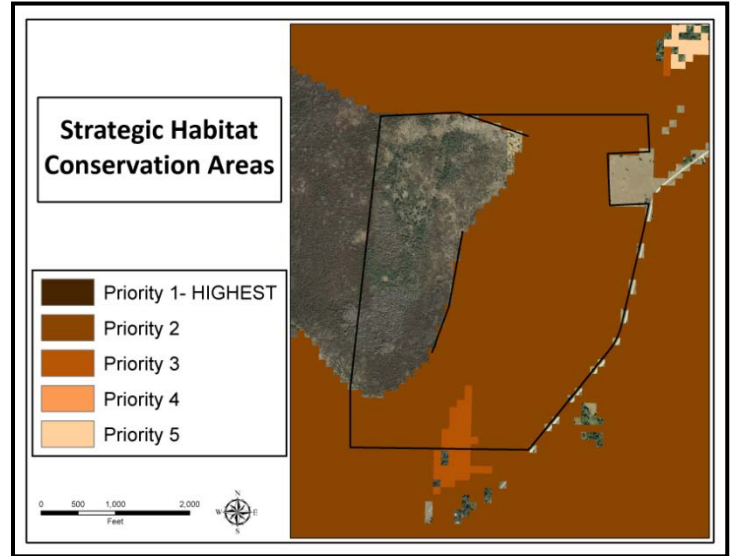 Strategic Habitat
Conservation Areas
Priority 1- HIGHEST
Priority 2
Priority 3
Priority 4
Priority 5
0 500 1,000 2,000
Feet
N
W E
S